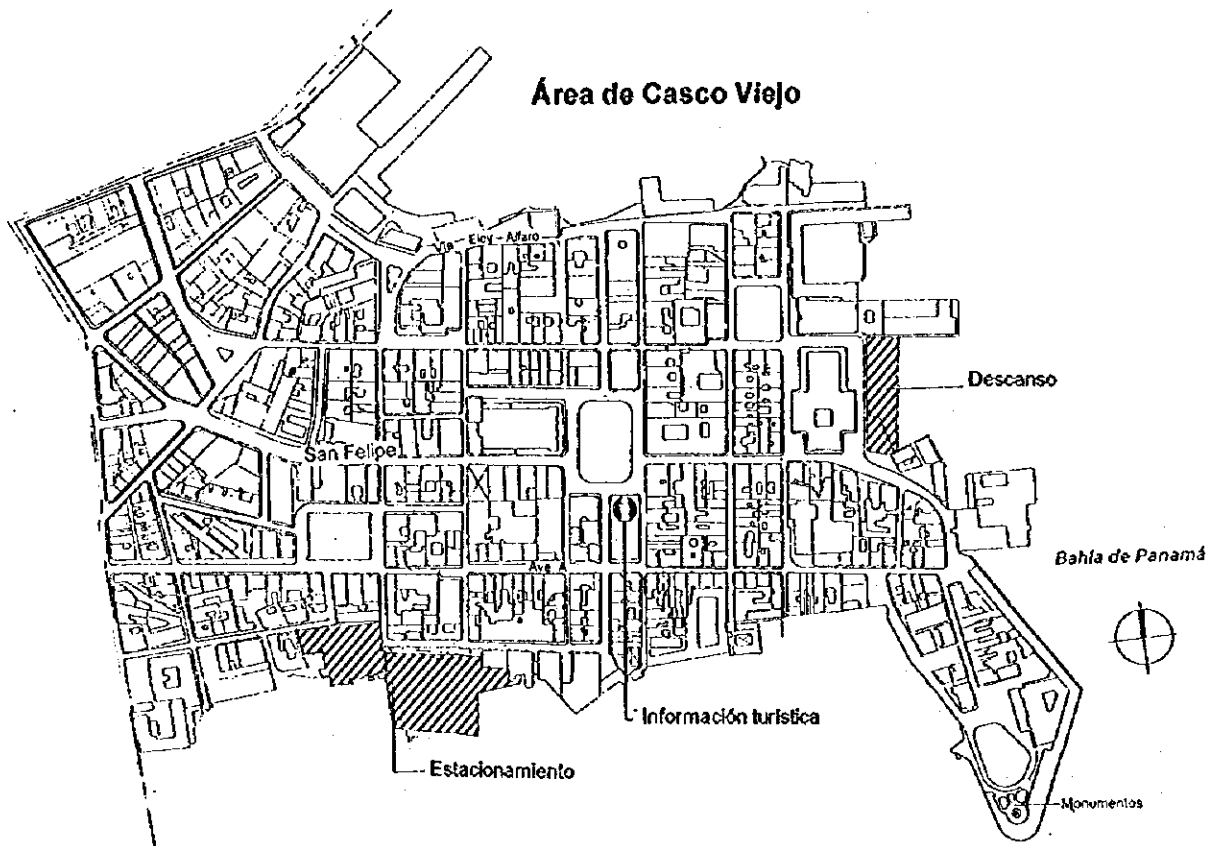 Área de Casco Viejo
Vía - Eloy - Alfaro
Descanso
San Felipe
Bahía de Panamá
Ave A
Información turística
Estacionamiento
Monumentos